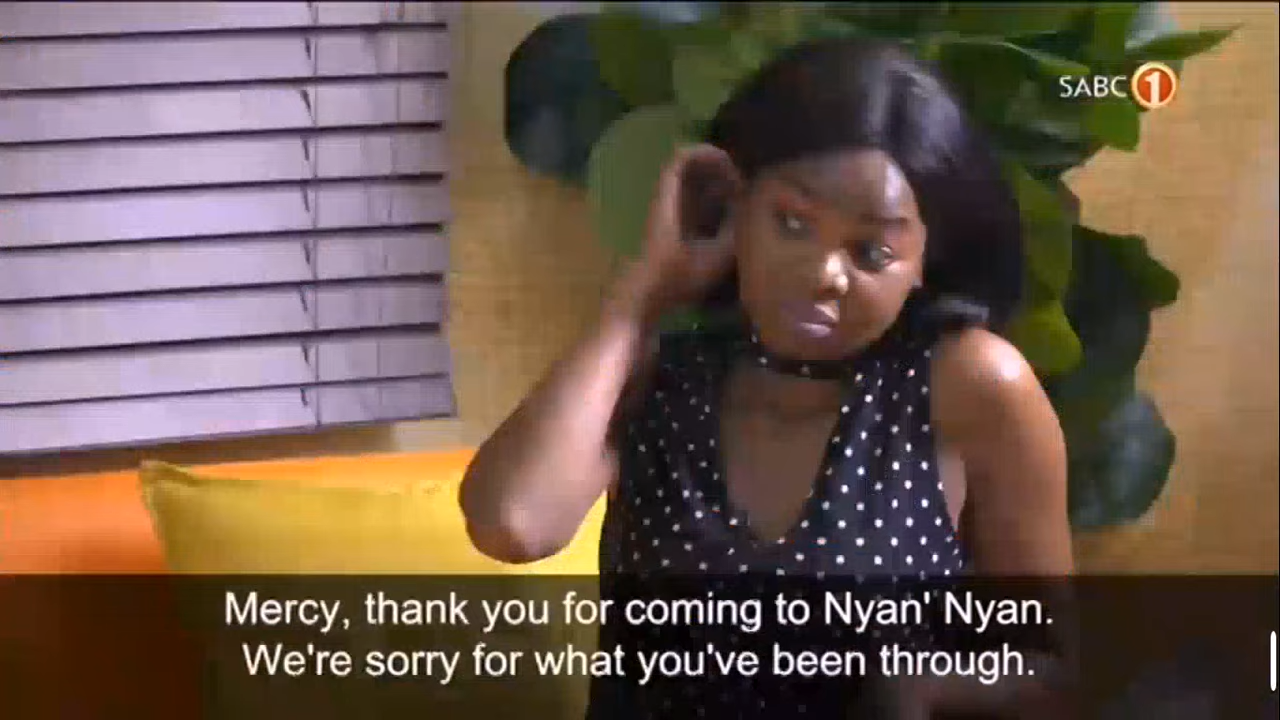 SABC 1
Mercy, thank you for coming to Nyan' Nyan.
We're sorry for what you've been through.